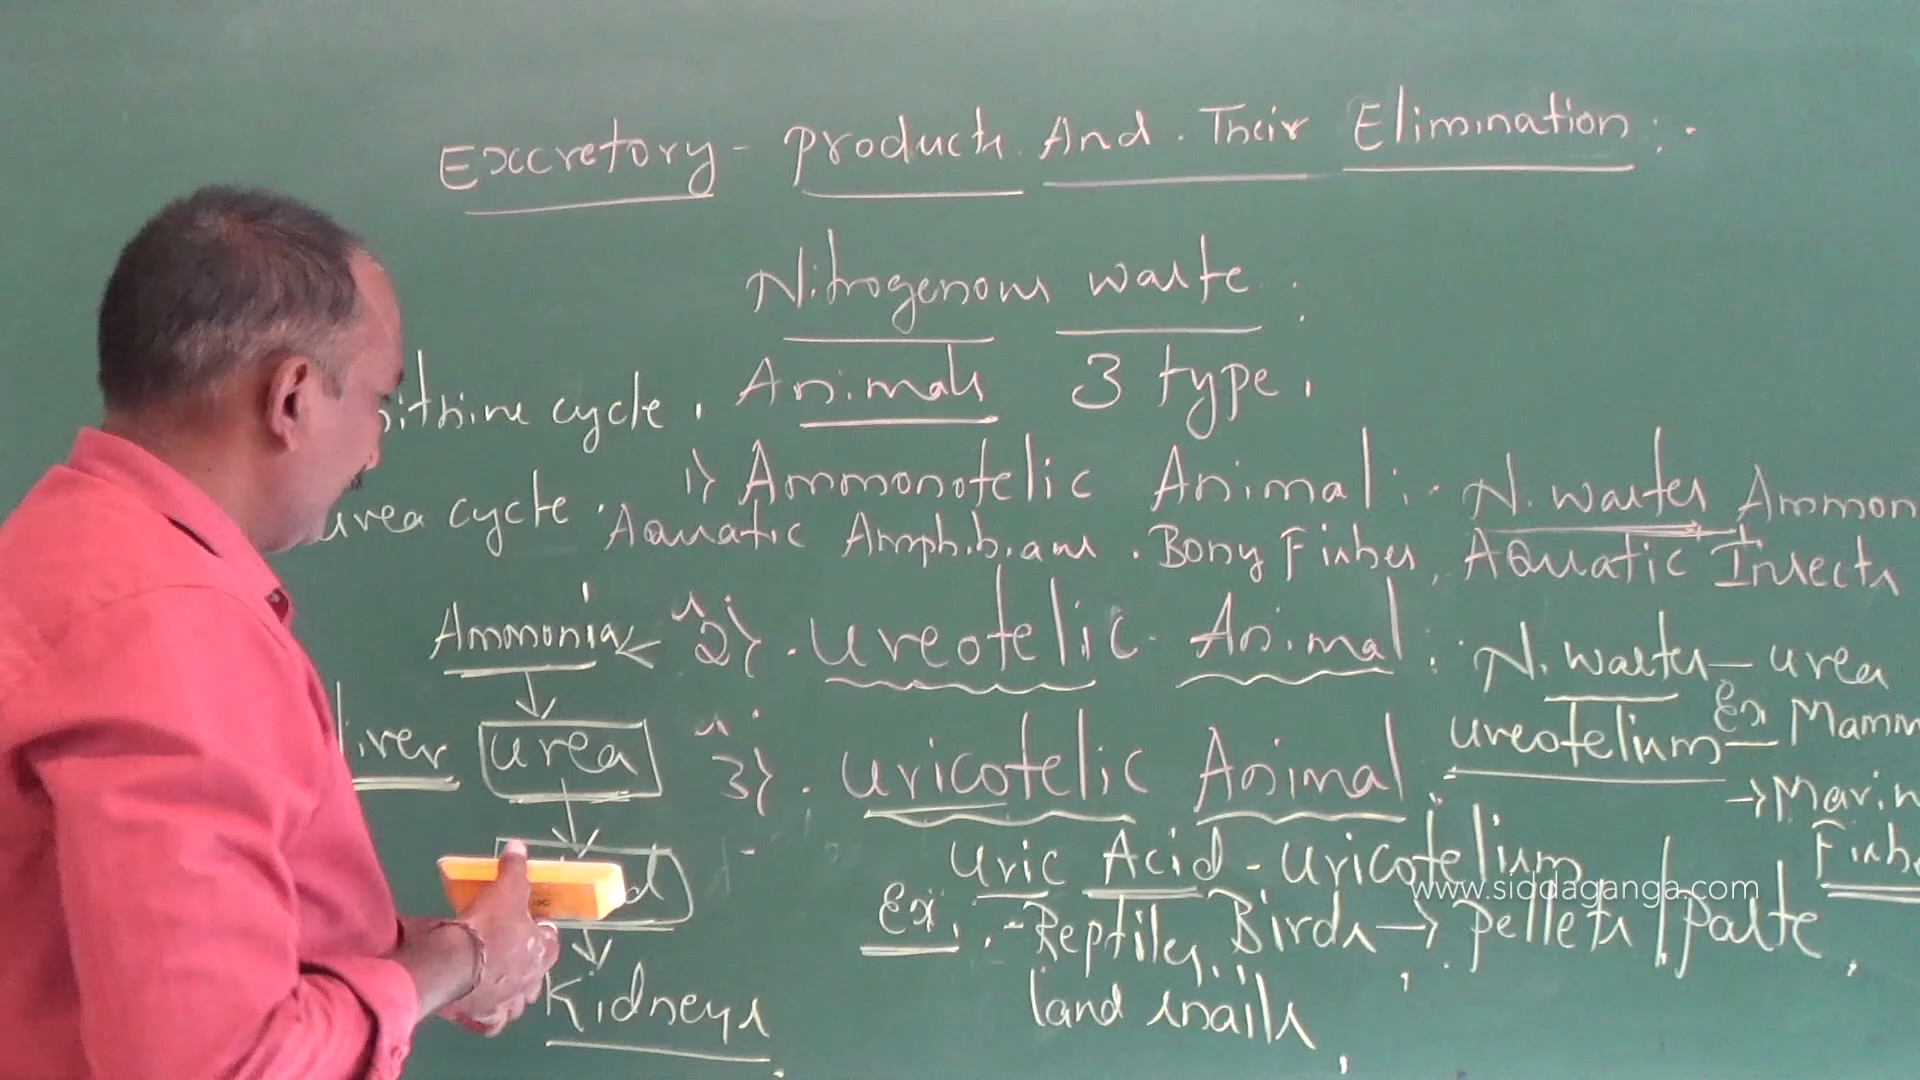 Excretory - products And Their Elimination :-
Nitrogenous waste :
Animals 3 type.
cycle.
1) Ammonotelic Animal :- N. wastes Ammon
urea cycle. Aquatic Amphibians. Bony Fishes, Aquatic Insects
Ammonia
2) Ureotelic Animal : N. wastes - urea
ureotelism - Ex Mamm
liver urea
3) Uricotelic Animal
→ Marin
Fishe
Uric Acid - Uricotelism
www.siddaganga.com
Ex :- Reptiles, Birds → pellets / paste,
land snails,
Kidneys